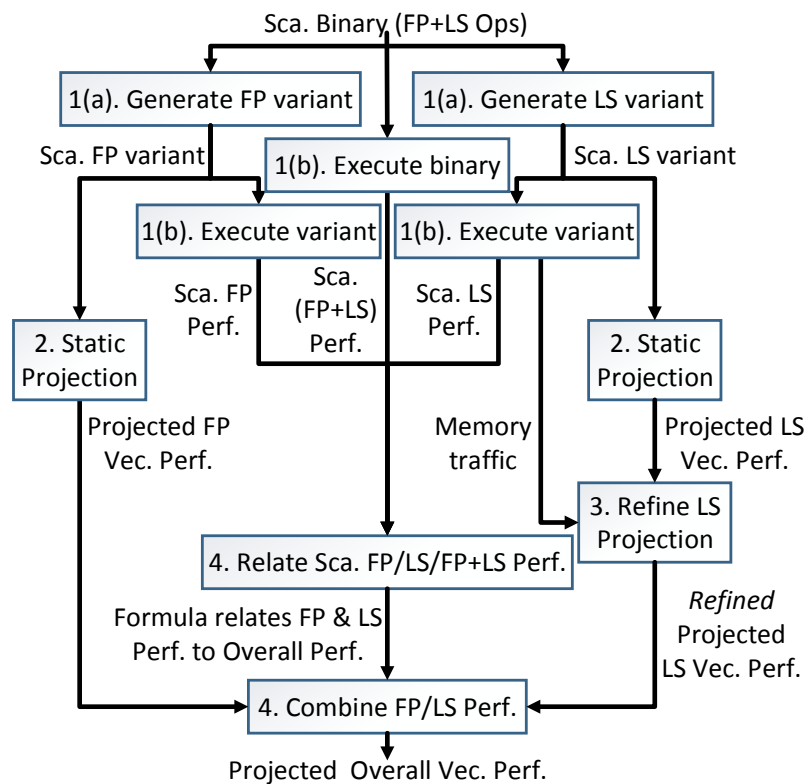 Sca. Binary (FP+LS Ops)
1(a). Generate FP variant
1(a). Generate LS variant
Sca. FP variant
1(b). Execute binary
Sca. LS variant
1(b). Execute variant
1(b). Execute variant
Sca. FP
Perf.
Sca.
(FP+LS)
Perf.
Sca. LS
Perf.
2. Static
Projection
2. Static
Projection
Projected FP
Vec. Perf.
Memory
traffic
Projected LS
Vec. Perf.
3. Refine LS
Projection
4. Relate Sca. FP/LS/FP+LS Perf.
Formula relates FP & LS
Perf. to Overall Perf.
Refined
Projected
LS Vec. Perf.
4. Combine FP/LS Perf.
Projected Overall Vec. Perf.